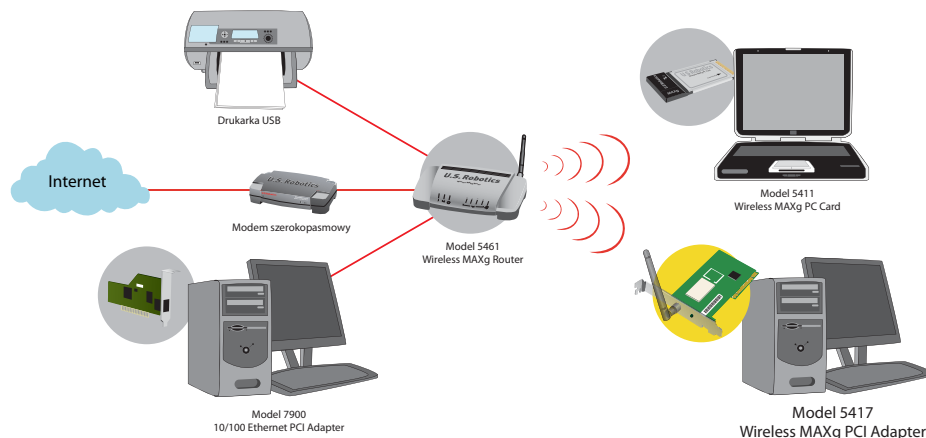 Drukarka USB
Internet
U.S. Robotics
Modem szerokopasmowy
U.S. Robotics
Model 5461
Wireless MAXg Router
Model 5411
Wireless MAXg PC Card
Model 7900
10/100 Ethernet PCI Adapter
Model 5417
Wireless MAXg PCI Adapter